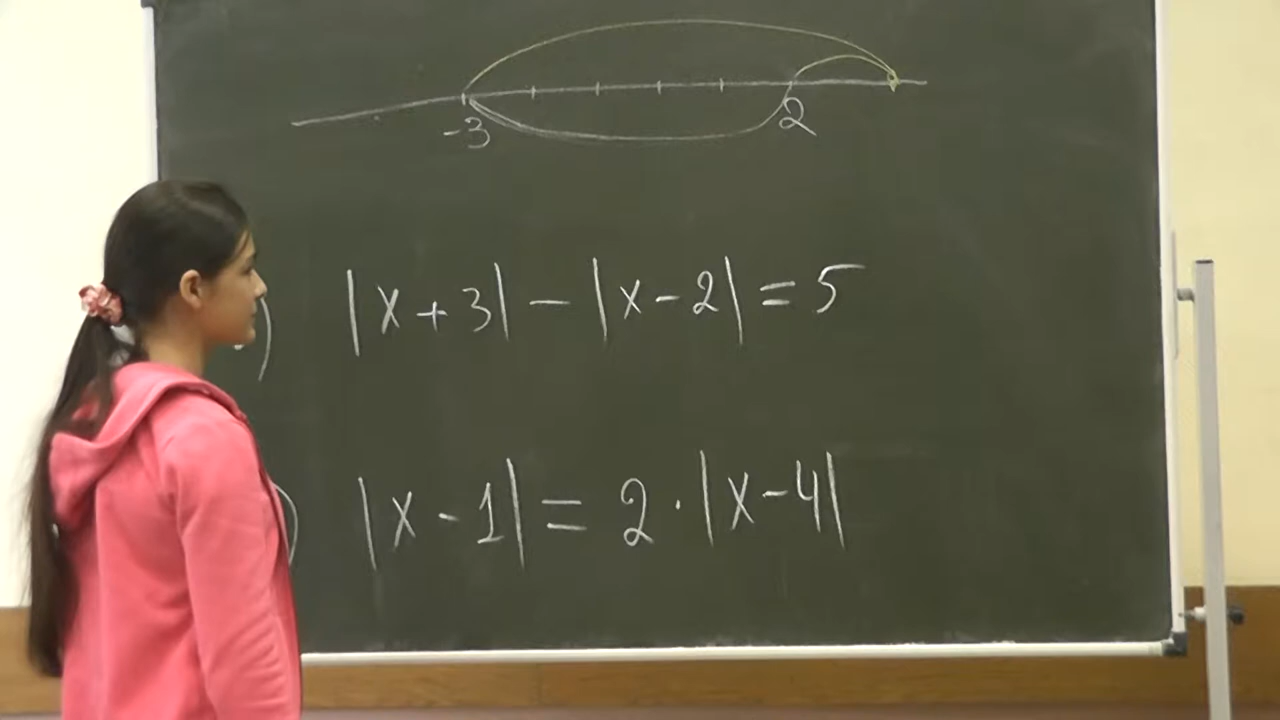 -3 2
) |x+3| - |x-2| = 5
) |x-1| = 2·|x-4|